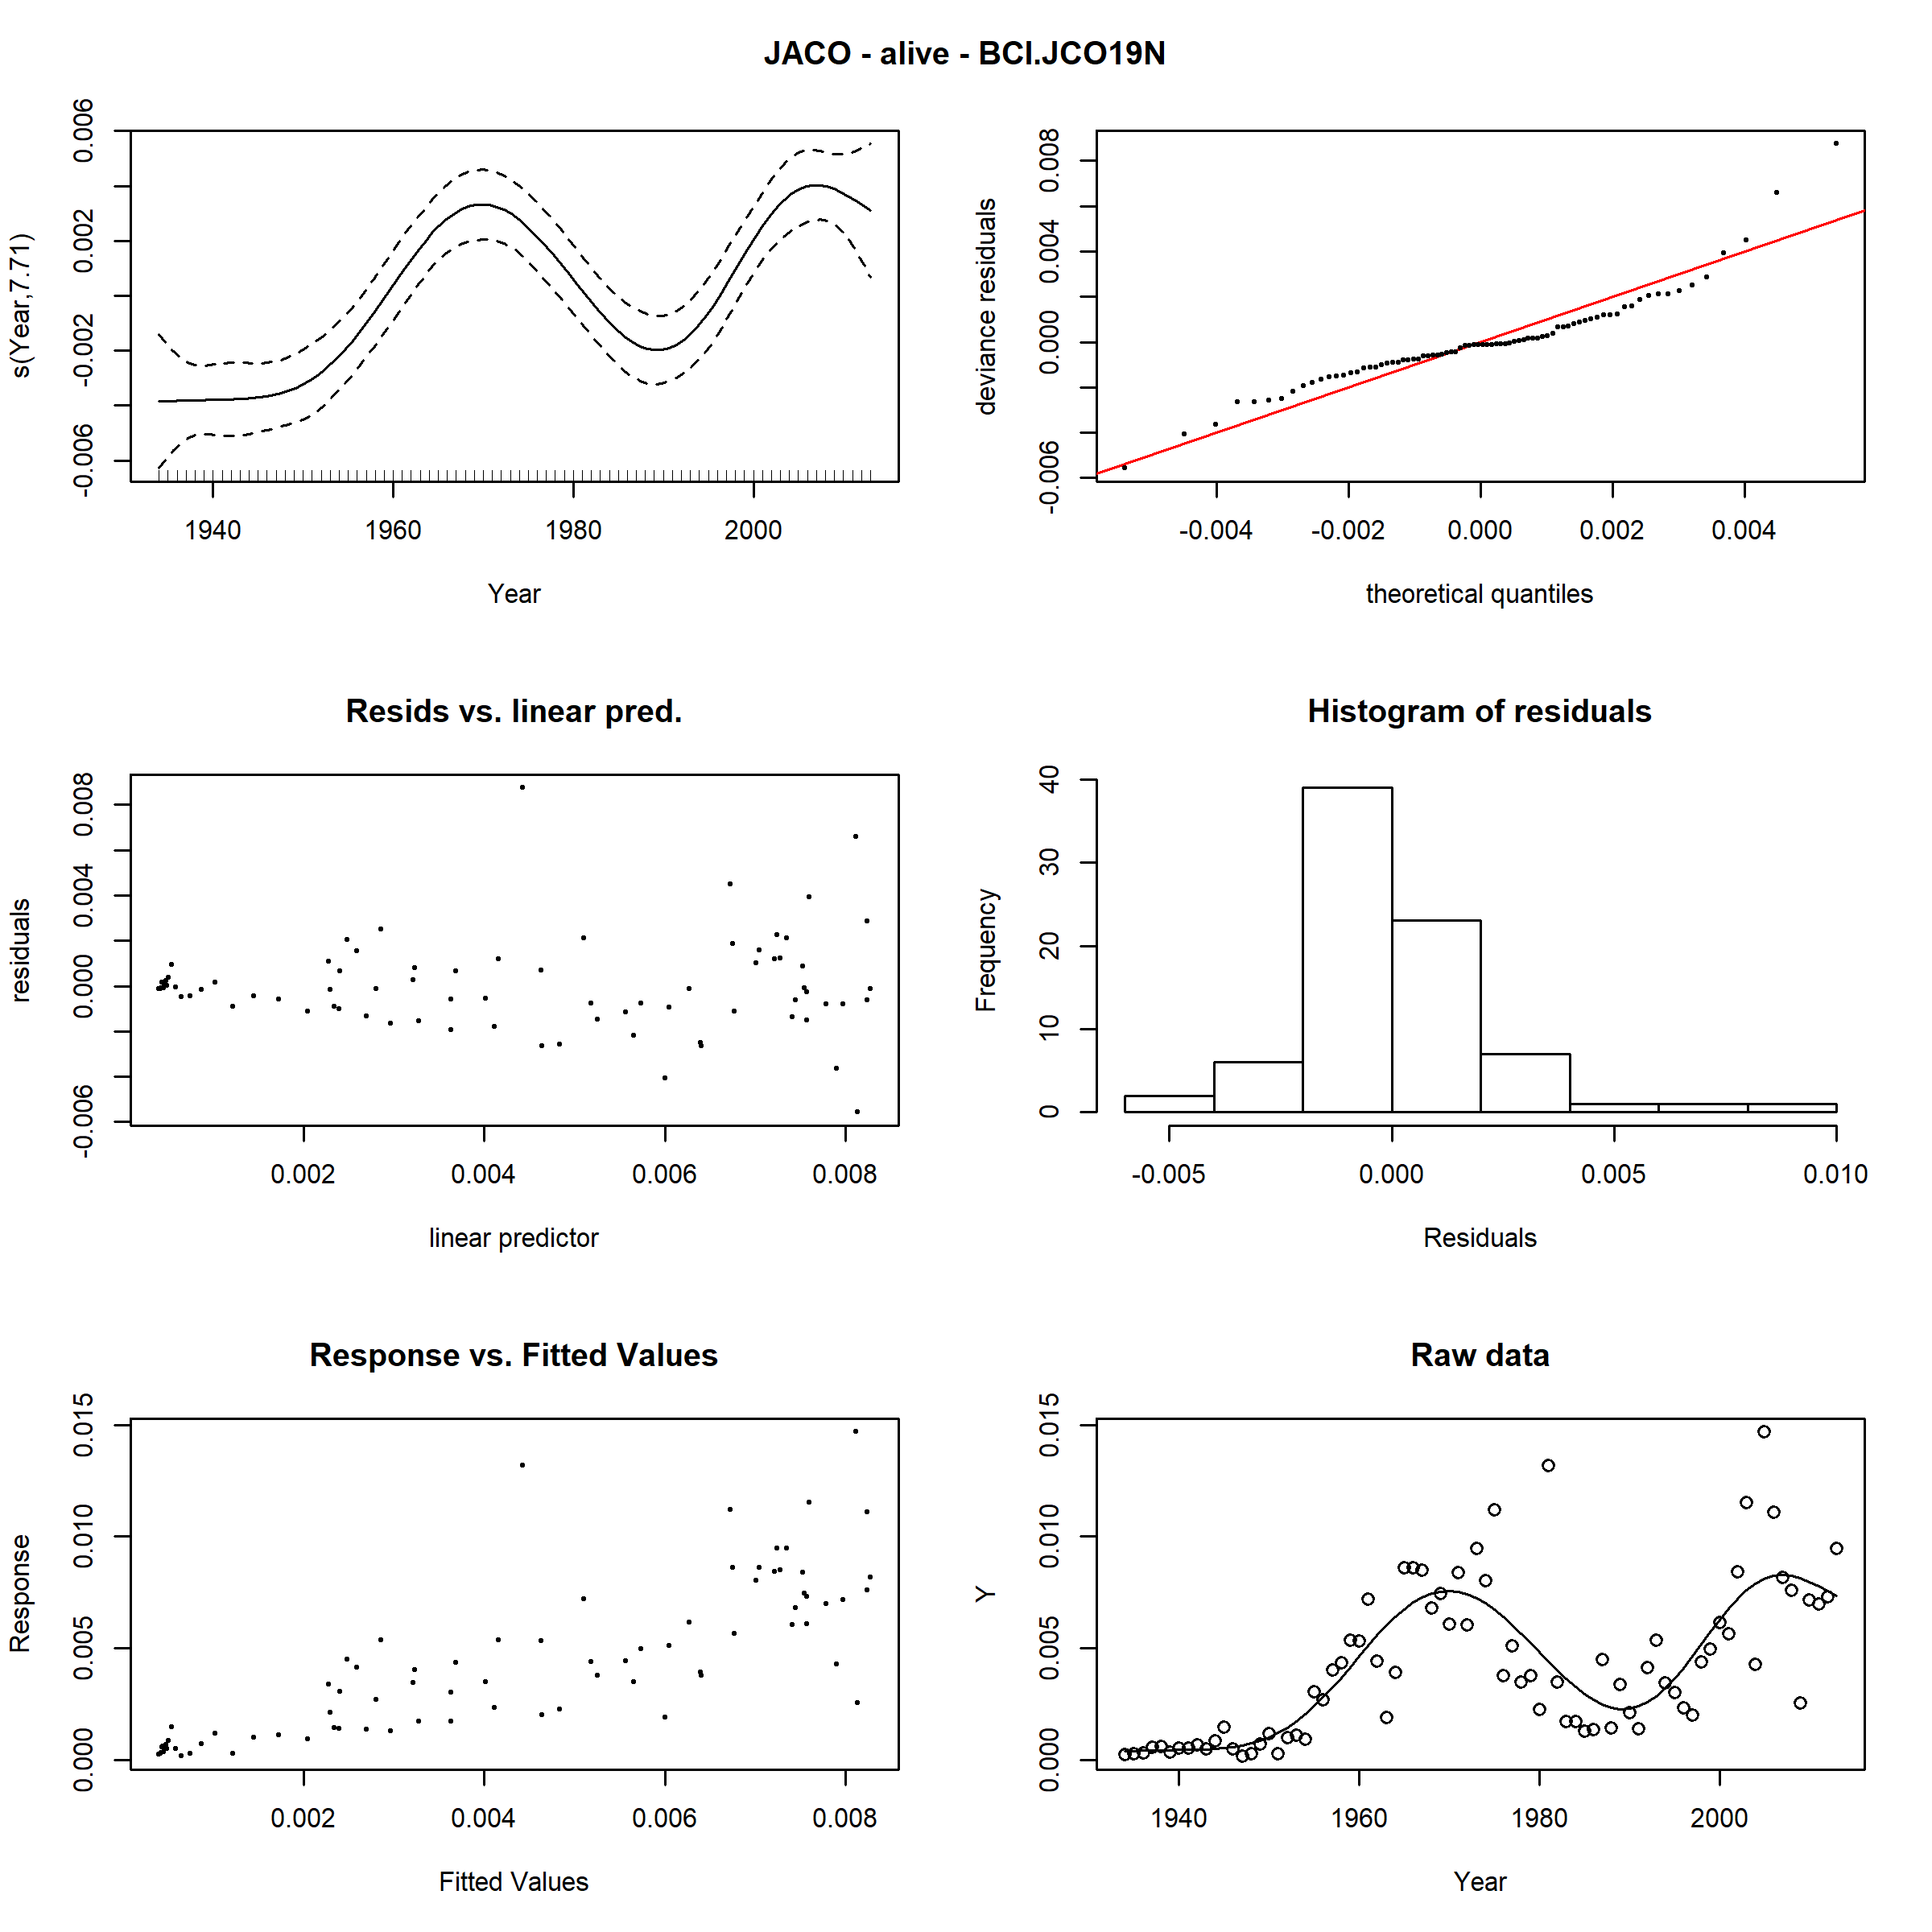 JACO - alive - BCI.JCO19N
s(Year,7.71)
0.006
0.002
-0.002
-0.006
1940 1960 1980 2000
Year
deviance residuals
0.008
0.004
0.000
-0.006
-0.004 -0.002 0.000 0.002 0.004
theoretical quantiles
Resids vs. linear pred.
residuals
0.008
0.004
0.000
-0.006
0.002 0.004 0.006 0.008
linear predictor
Histogram of residuals
Frequency
40
30
20
10
0
-0.005 0.000 0.005 0.010
Residuals
Response vs. Fitted Values
Response
0.015
0.010
0.005
0.000
0.002 0.004 0.006 0.008
Fitted Values
Raw data
Y
0.015
0.010
0.005
0.000
1940 1960 1980 2000
Year